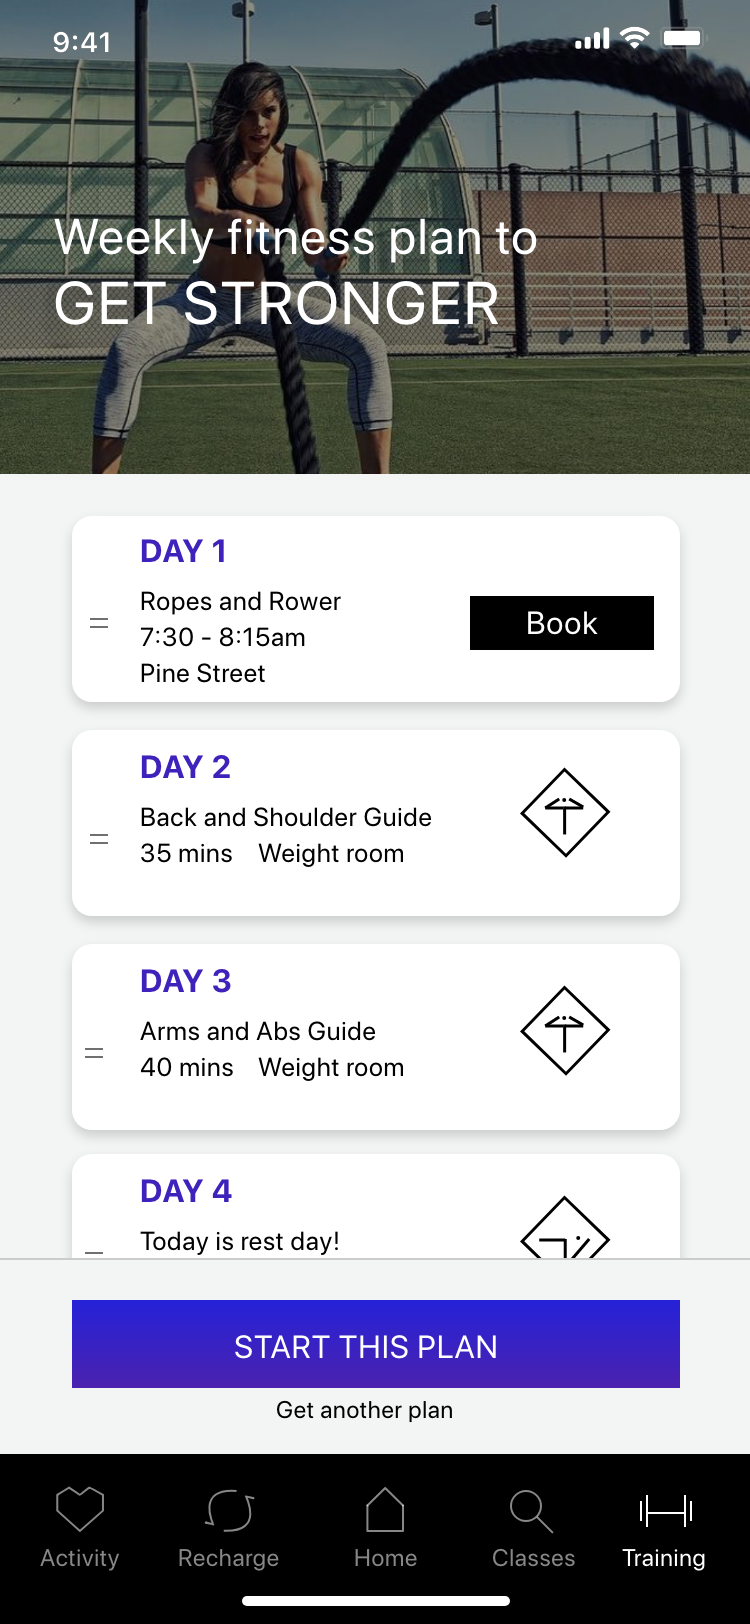 9:41
Weekly fitness plan to
GET STRONGER
DAY 1
Ropes and Rower
7:30 - 8:15am
Pine Street
Book
DAY 2
Back and Shoulder Guide
35 mins Weight room
DAY 3
Arms and Abs Guide
40 mins Weight room
DAY 4
Today is rest day!
START THIS PLAN
Get another plan
Activity Recharge Home Classes Training